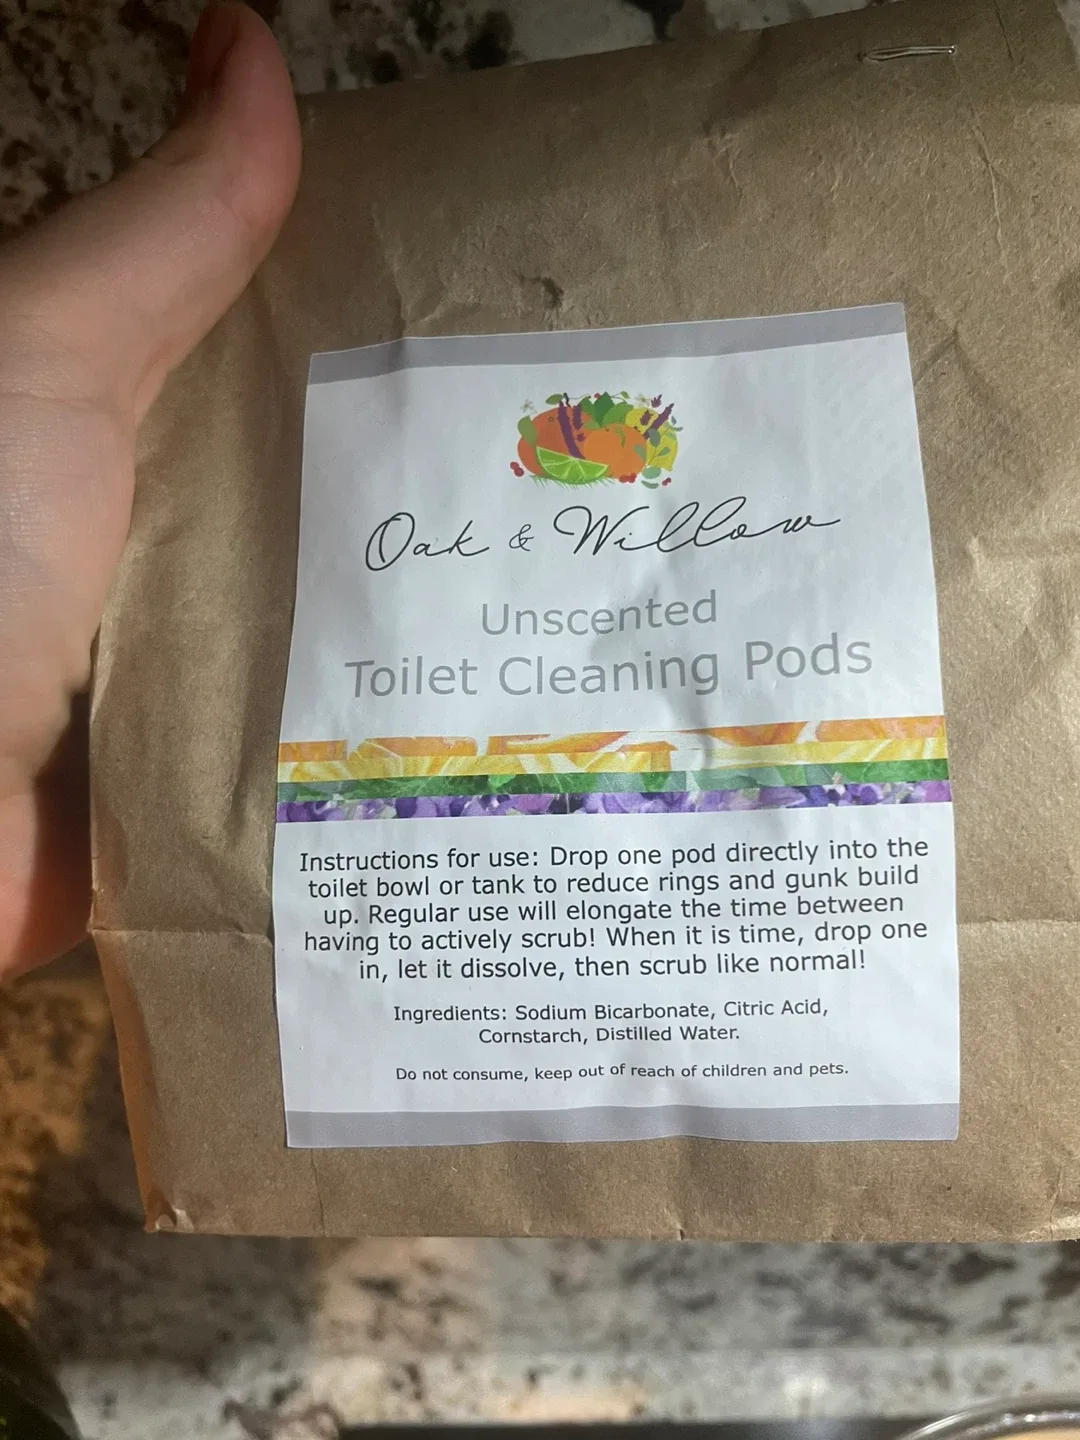 Oak & Willow
Unscented
Toilet Cleaning Pods
Instructions for use: Drop one pod directly into the
toilet bowl or tank to reduce rings and gunk build
up. Regular use will elongate the time between
having to actively scrub! When it is time, drop one
in, let it dissolve, then scrub like normal!
Ingredients: Sodium Bicarbonate, Citric Acid,
Cornstarch, Distilled Water.
Do not consume, keep out of reach of children and pets.